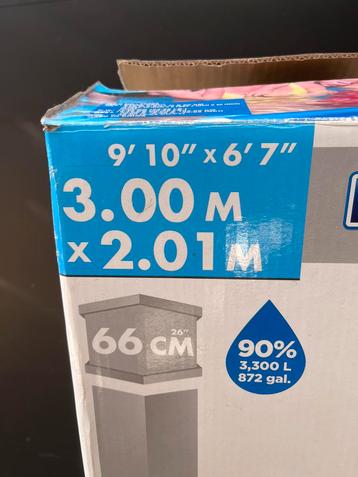 9' 10" x 6' 7"
3.00 M
x 2.01 M
26"
66 CM
90%
3,300 L
872 gal.